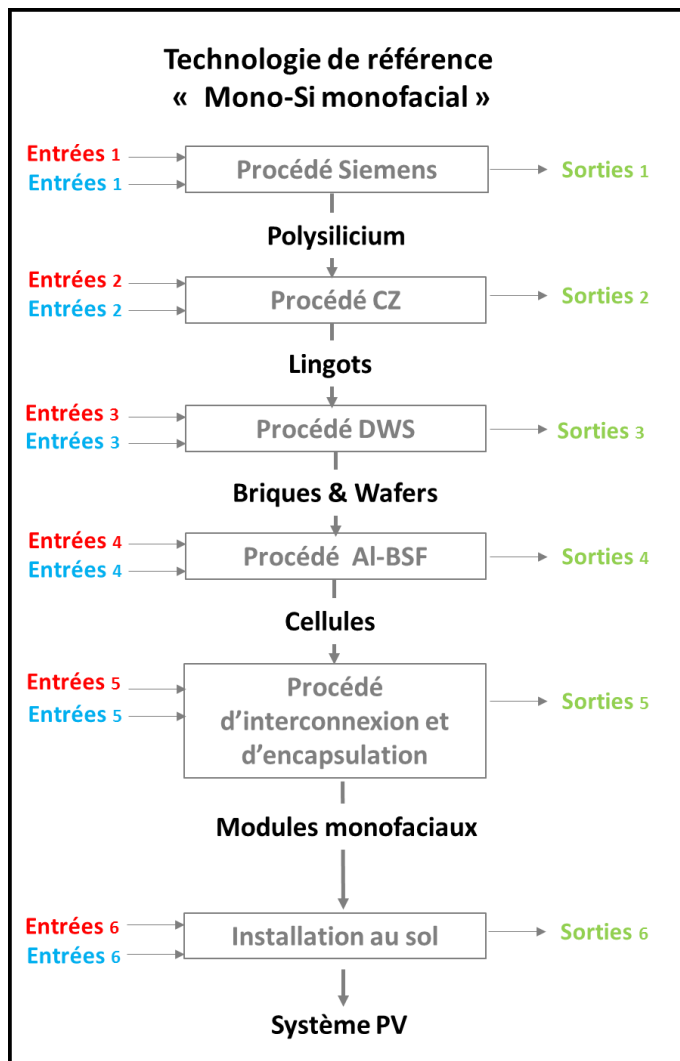 Technologie de référence
« Mono-Si monofacial »
Entrées 1
Entrées 1
Procédé Siemens
Sorties 1
Polysilicium
Entrées 2
Entrées 2
Procédé CZ
Sorties 2
Lingots
Entrées 3
Entrées 3
Procédé DWS
Sorties 3
Briques & Wafers
Entrées 4
Entrées 4
Procédé Al-BSF
Sorties 4
Cellules
Entrées 5
Entrées 5
Procédé
d'interconnexion et
d'encapsulation
Sorties 5
Modules monofaciaux
Entrées 6
Entrées 6
Installation au sol
Sorties 6
Système PV